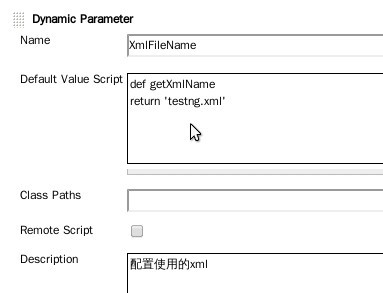 Dynamic Parameter
Name
XmlFileName
Default Value Script
def getXmlName
return 'testng.xml'
Class Paths
Remote Script
Description
配置使用的xml